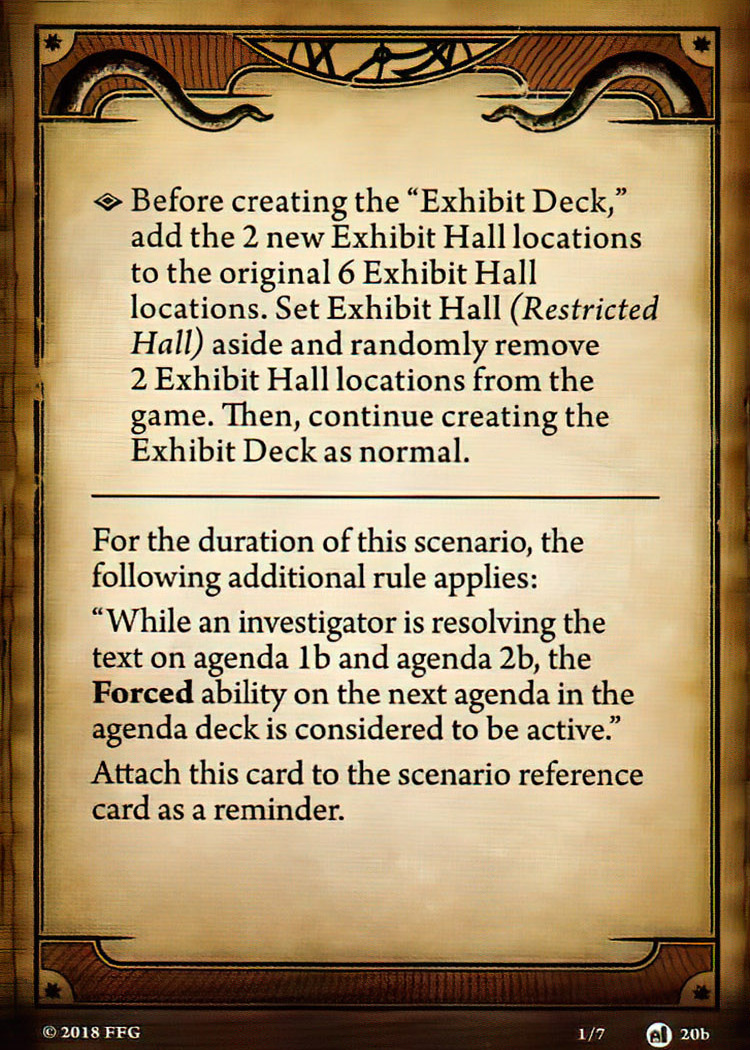 Before creating the “Exhibit Deck,”
add the 2 new Exhibit Hall locations
to the original 6 Exhibit Hall
locations. Set Exhibit Hall (Restricted
Hall) aside and randomly remove
2 Exhibit Hall locations from the
game. Then, continue creating the
Exhibit Deck as normal.
For the duration of this scenario, the
following additional rule applies:
“While an investigator is resolving the
text on agenda 1b and agenda 2b, the
Forced ability on the next agenda in the
agenda deck is considered to be active.”
Attach this card to the scenario reference
card as a reminder.
© 2018 FFG
1/7
20b